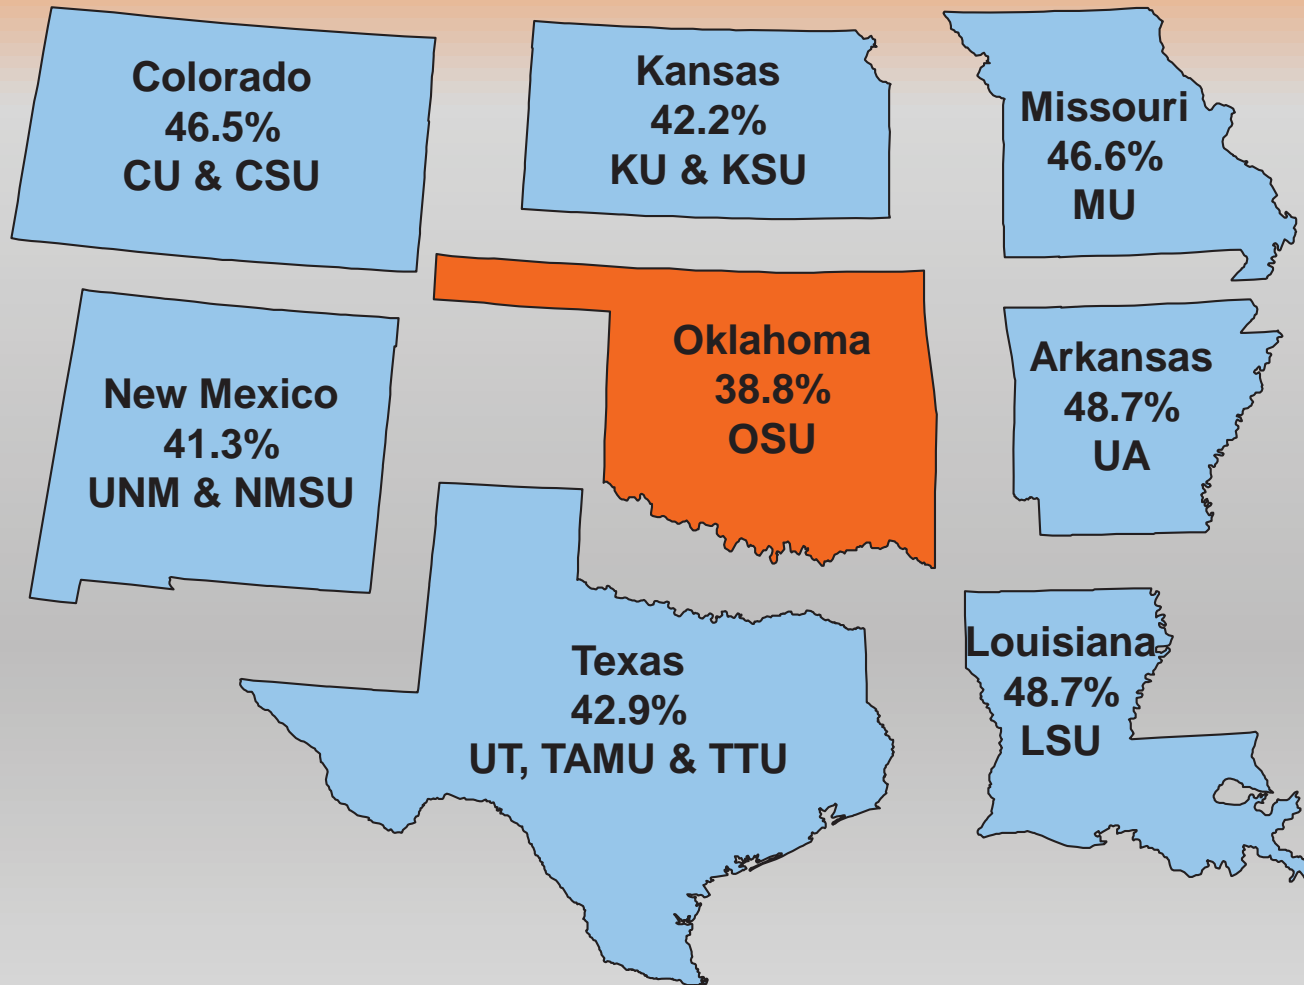 Colorado
46.5%
CU & CSU
Kansas
42.2%
KU & KSU
Missouri
46.6%
MU
New Mexico
41.3%
UNM & NMSU
Oklahoma
38.8%
OSU
Arkansas
48.7%
UA
Texas
42.9%
UT, TAMU & TTU
Louisiana
48.7%
LSU